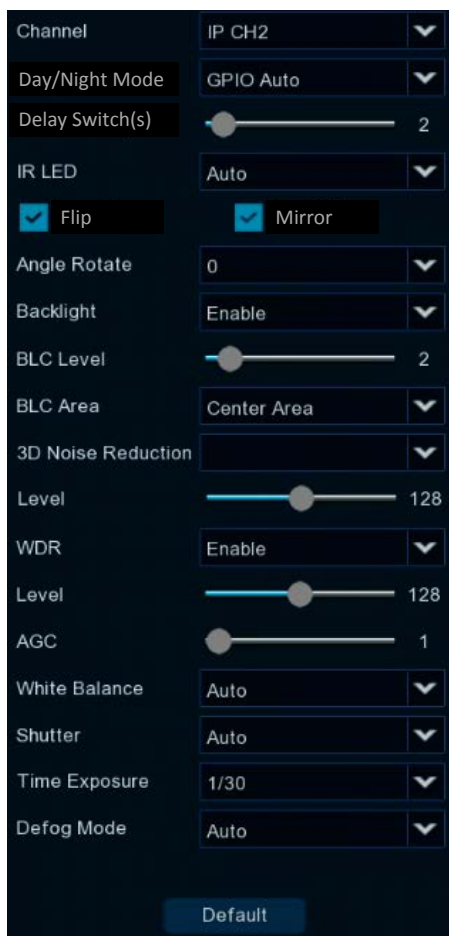 Channel IP CH2
Day/Night Mode GPIO Auto
Delay Switch(s) 2
IR LED Auto
Flip Mirror
Angle Rotate 0
Backlight Enable
BLC Level 2
BLC Area Center Area
3D Noise Reduction
Level 128
WDR Enable
Level 128
AGC 1
White Balance Auto
Shutter Auto
Time Exposure 1/30
Defog Mode Auto
Default